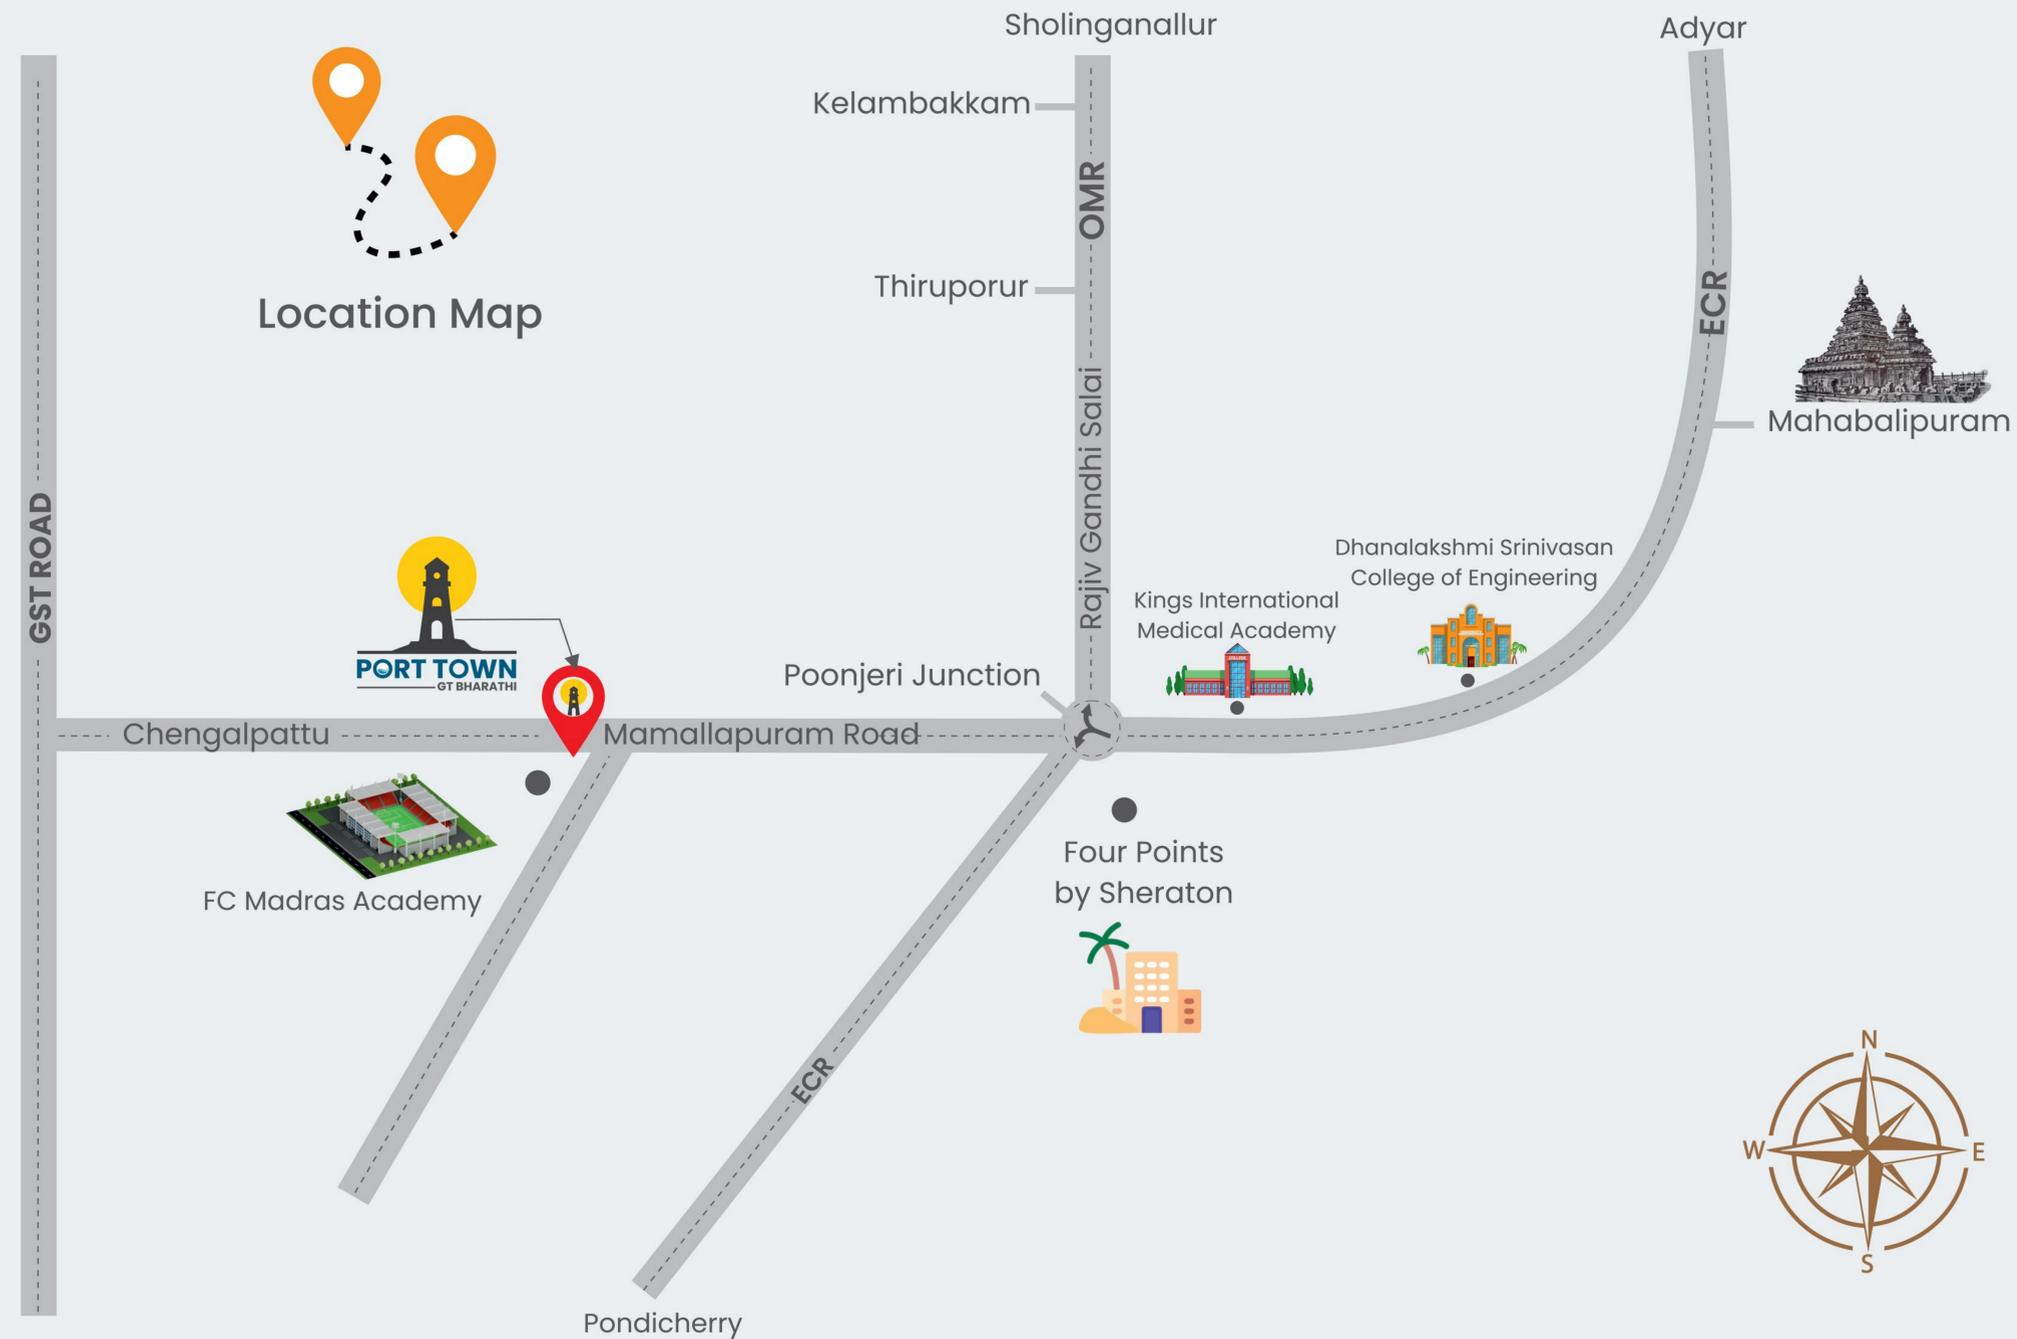 Sholinganallur
Adyar
Kelambakkam
OMR
Thiruporur
ECR
Location Map
Mahabalipuram
Rajiv Gandhi Salai
GST ROAD
Dhanalakshmi Srinivasan
College of Engineering
Kings International
Medical Academy
PORT TOWN
GT BHARATHI
Poonjeri Junction
Chengalpattu
Mamallapuram Road
FC Madras Academy
Four Points
by Sheraton
ECR
Pondicherry
N
W
E
S